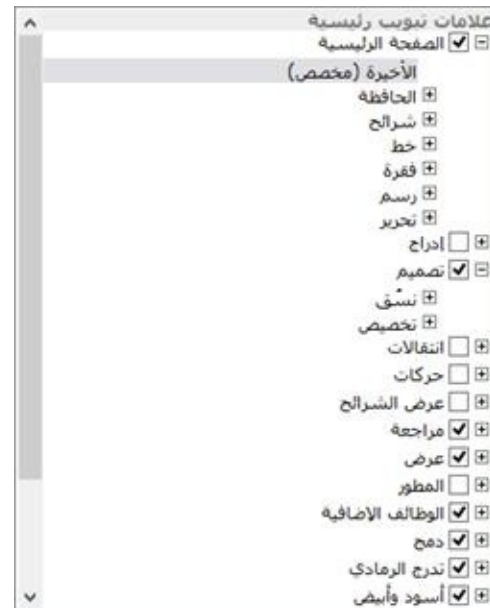 علامات تبويب رئيسية
الصفحة الرئيسية
الأخيرة (مخصص)
الحافظة
شرائح
خط
فقرة
رسم
تحرير
إدراج
تصميم
نسّق
تخصيص
انتقالات
حركات
عرض الشرائح
مراجعة
عرض
المطور
الوظائف الإضافية
دمج
تدرج الرمادي
أسود وأبيض